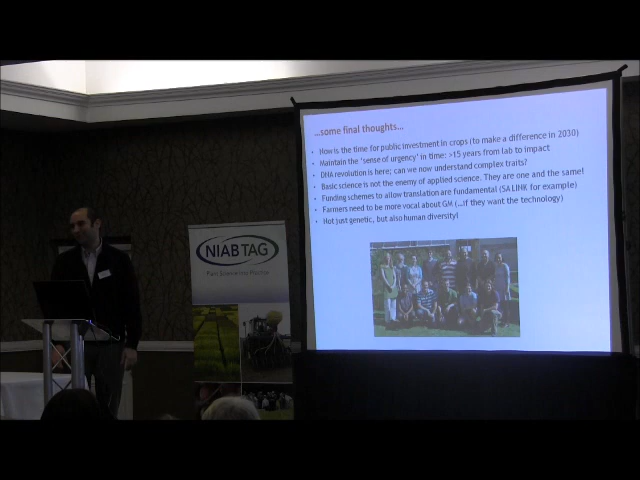 ...some final thoughts...
• Now is the time for public investment in crops (to make a difference in 2030)
• Maintain the 'sense of urgency' in time: >15 years from lab to impact
• DNA revolution is here; can we now understand complex traits?
• Basic science is not the enemy of applied science. They are one and the same!
• Funding schemes to allow translation are fundamental (SA LINK for example)
• Farmers need to be more vocal about GM (...if they want the technology)
• Not just genetic, but also human diversity!
NIAB TAG